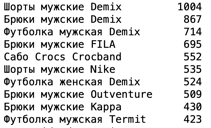 Шорты мужские Demix 1004
Брюки мужские Demix 867
Футболка мужская Demix 714
Брюки мужские FILA 695
Сабо Crocs Crocband 552
Шорты мужские Nike 535
Футболка женская Demix 524
Брюки мужские Outventure 509
Брюки мужские Kappa 430
Футболка мужская Termit 423